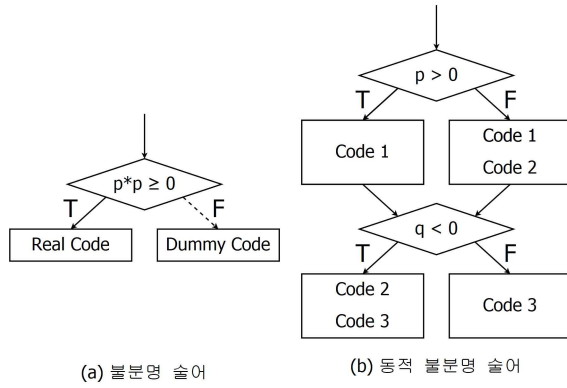 p*p ≥ 0
T
F
Real Code
Dummy Code
(a) 불분명 술어
p > 0
T
F
Code 1
Code 1
Code 2
q < 0
T
F
Code 2
Code 3
Code 3
(b) 동적 불분명 술어